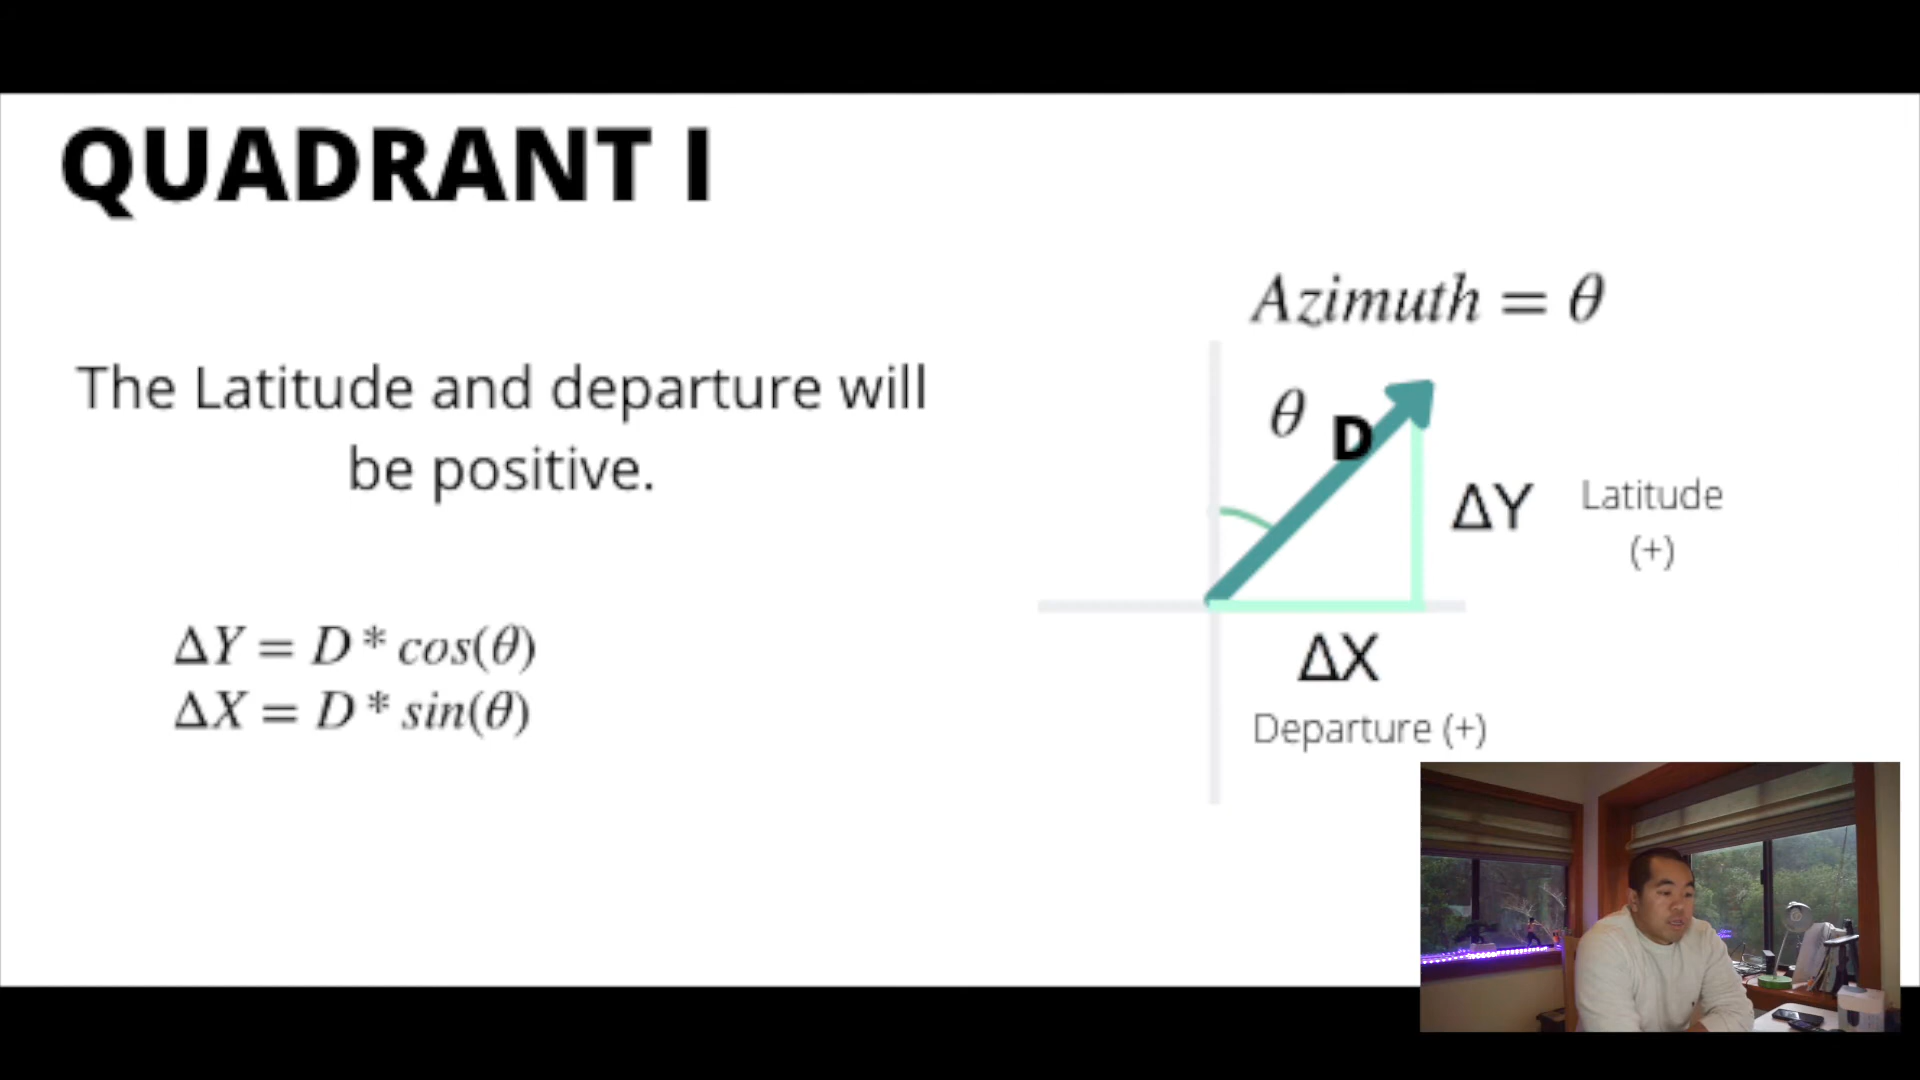 QUADRANT I
The Latitude and departure will
be positive.
ΔY = D * cos(θ)
ΔX = D * sin(θ)
Azimuth = θ
θ
D
ΔY
Latitude
(+)
ΔX
Departure (+)